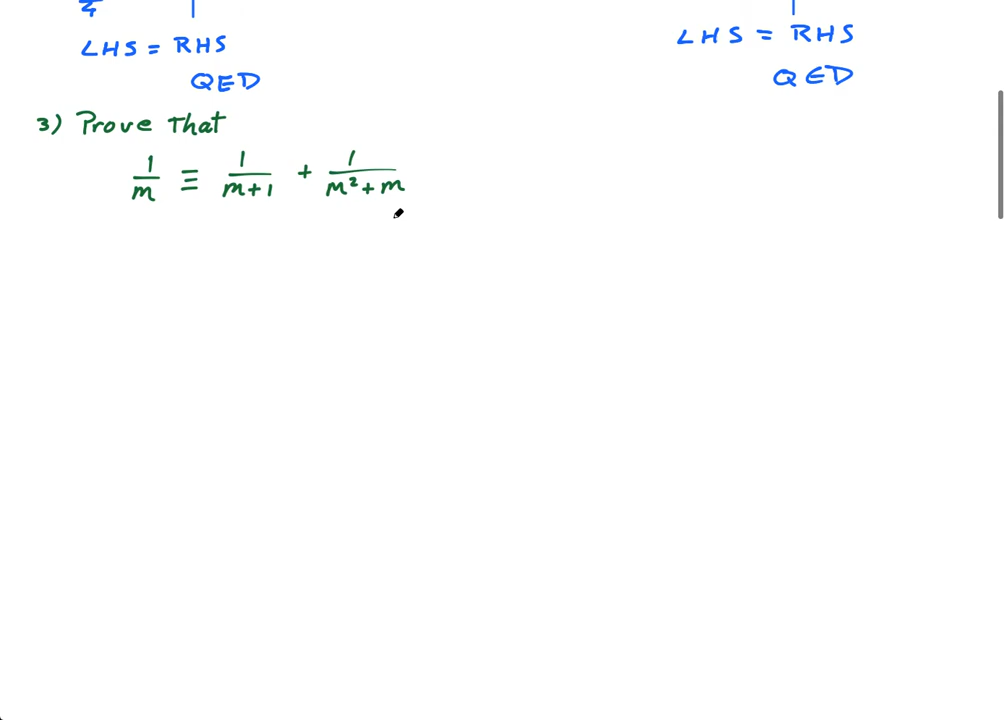 LHS = RHS
QED
LHS = RHS
QED
3) Prove That
1/m ≡ 1/(m+1) + 1/(m²+m)